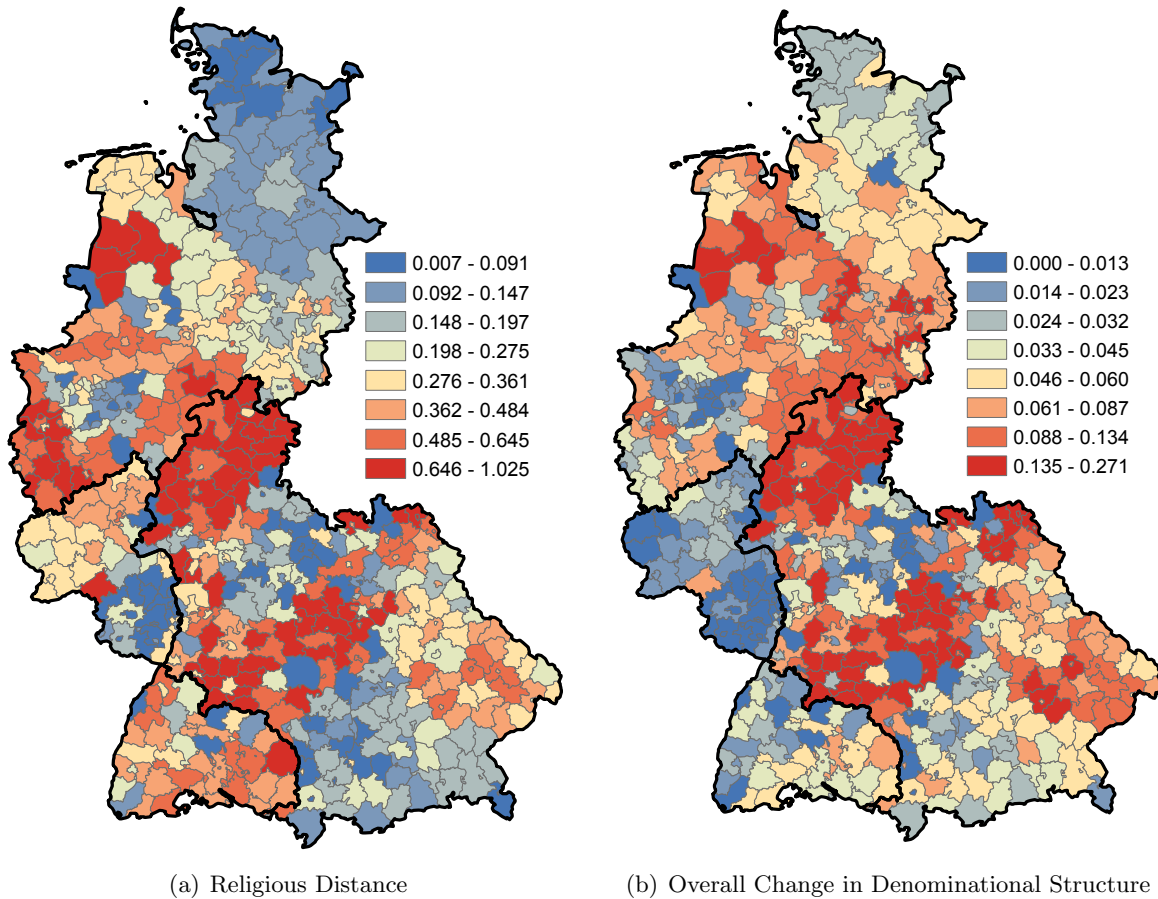 0.007 - 0.091
0.092 - 0.147
0.148 - 0.197
0.198 - 0.275
0.276 - 0.361
0.362 - 0.484
0.485 - 0.645
0.646 - 1.025
0.000 - 0.013
0.014 - 0.023
0.024 - 0.032
0.033 - 0.045
0.046 - 0.060
0.061 - 0.087
0.088 - 0.134
0.135 - 0.271
(a) Religious Distance
(b) Overall Change in Denominational Structure